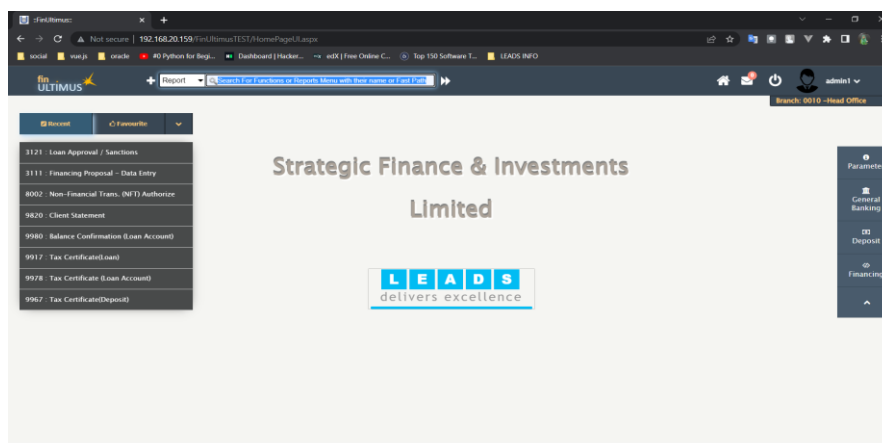 :FinUltimus:
Not secure | 192.168.20.159/FinUltimusTEST/HomePageUI.aspx
social vue.js oracle #0 Python for Begi... Dashboard | Hacker... edX | Free Online C... Top 150 Software T... LEADS INFO
fin ULTIMUS
Report
Search For Functions or Reports Menu with their name or Fast Path
admin1
Branch: 0010 –Head Office
Recent Favourite
3121 : Loan Approval / Sanctions
3111 : Financing Proposal – Data Entry
8002 : Non-Financial Trans. (NFT) Authorize
9820 : Client Statement
9980 : Balance Confirmation (Loan Account)
9917 : Tax Certificate(Loan)
9978 : Tax Certificate (Loan Account)
9967 : Tax Certificate(Deposit)
Strategic Finance & Investments
Limited
LEADS
delivers excellence
Paramete
General
Banking
Deposit
Financing